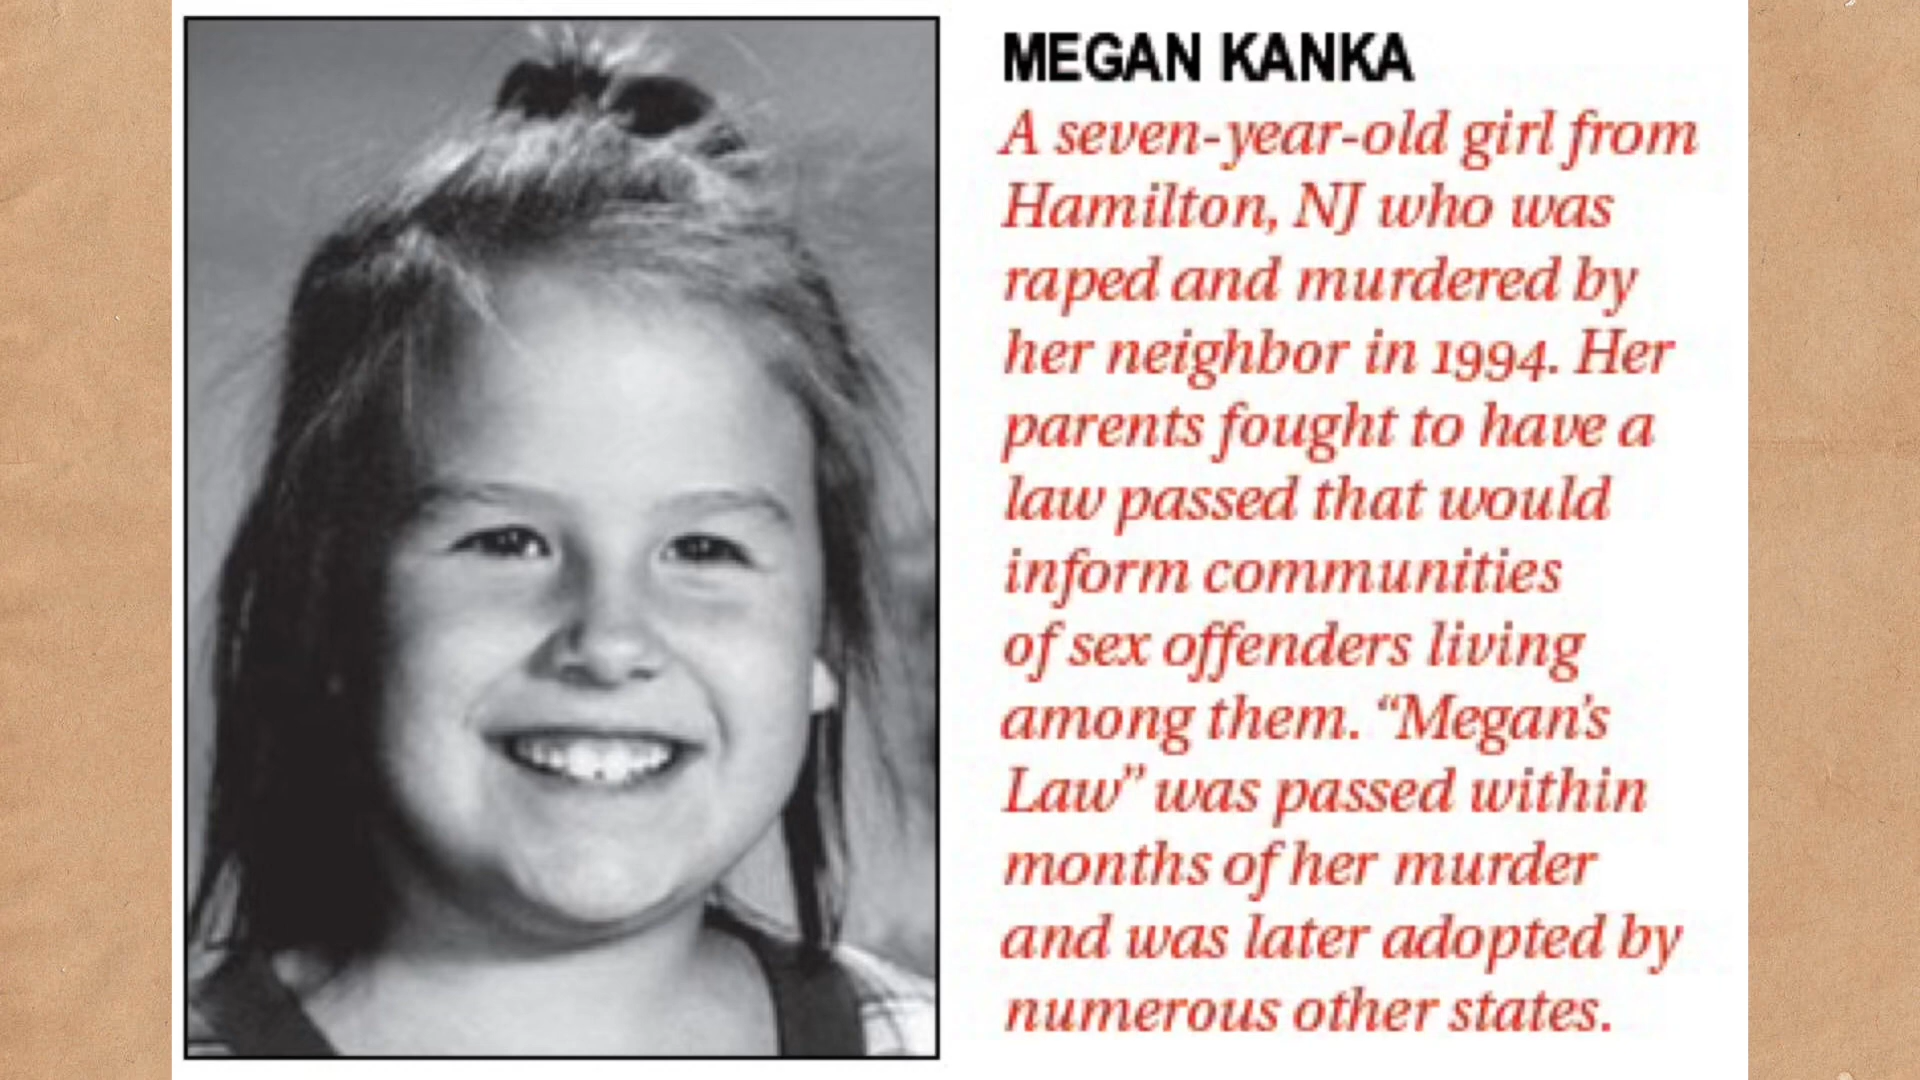 MEGAN KANKA
A seven-year-old girl from
Hamilton, NJ who was
raped and murdered by
her neighbor in 1994. Her
parents fought to have a
law passed that would
inform communities
of sex offenders living
among them. “Megan’s
Law” was passed within
months of her murder
and was later adopted by
numerous other states.